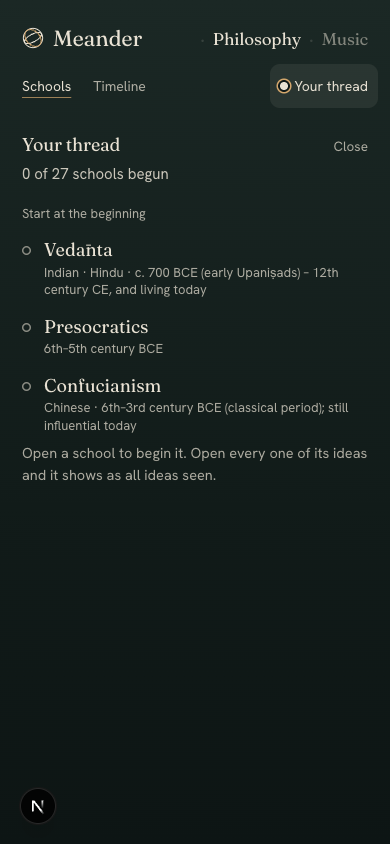 Meander
· Philosophy · Music
Schools Timeline Your thread
Your thread Close
0 of 27 schools begun
Start at the beginning
Vedānta
Indian · Hindu · c. 700 BCE (early Upaniṣads) – 12th
century CE, and living today
Presocratics
6th–5th century BCE
Confucianism
Chinese · 6th–3rd century BCE (classical period); still
influential today
Open a school to begin it. Open every one of its ideas
and it shows as all ideas seen.
N